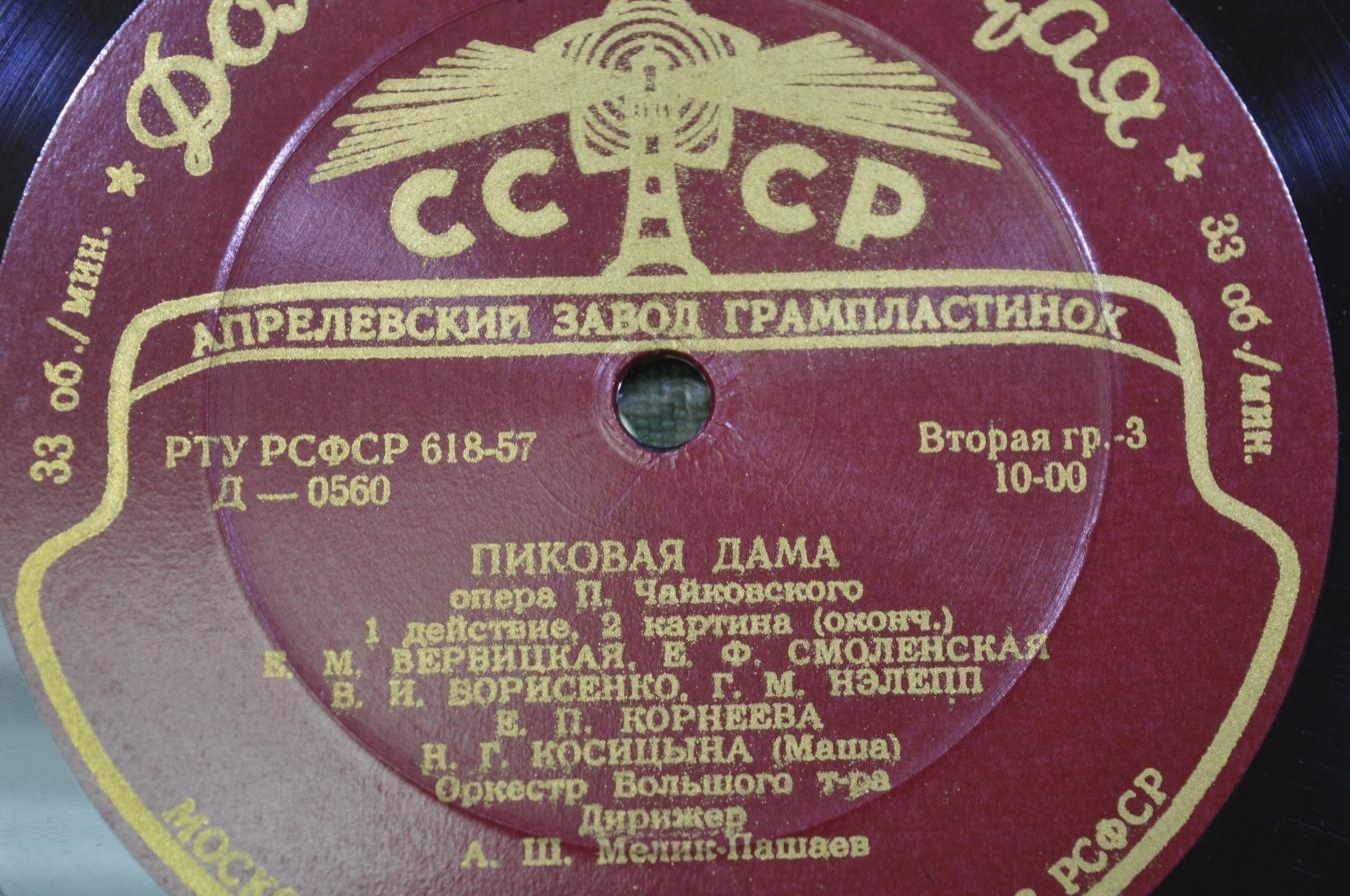 СССР
АПРЕЛЕВСКИЙ ЗАВОД ГРАМПЛАСТИНОК
33 об./мин.
33 об./мин.
РТУ РСФСР 618-57
Д — 0560
Вторая гр.-3
10-00
ПИКОВАЯ ДАМА
опера П. Чайковского
1 действие, 2 картина (оконч.)
Е. М. ВЕРБИЦКАЯ, Е. Ф. СМОЛЕНСКАЯ
В. И. БОРИСЕНКО, Г. М. НЭЛЕПП
Е. П. КОРНЕЕВА
Н. Г. КОСИЦЫНА (Маша)
Оркестр Большого т-ра
Дирижер
А. Ш. Мелик-Пашаев
РСФСР